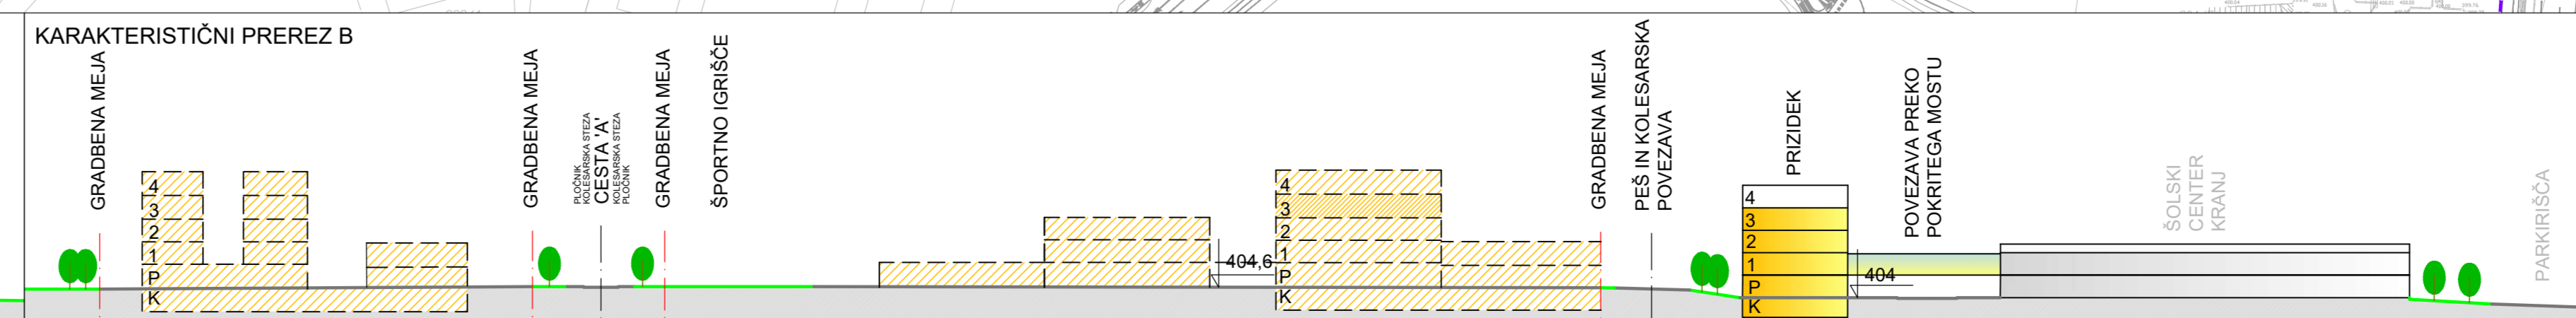 KARAKTERISTIČNI PREREZ B
GRADBENA MEJA
4
3
2
1
P
K
GRADBENA MEJA
PLOČNIK
KOLESARSKA STEZA
CESTA 'A'
KOLESARSKA STEZA
PLOČNIK
GRADBENA MEJA
ŠPORTNO IGRIŠČE
404,6
4
3
2
1
P
K
GRADBENA MEJA
PEŠ IN KOLESARSKA
POVEZAVA
PRIZIDEK
4
3
2
1
P
K
404
POVEZAVA PREKO
POKRITEGA MOSTU
ŠOLSKI
CENTER
KRANJ
PARKIRIŠČA